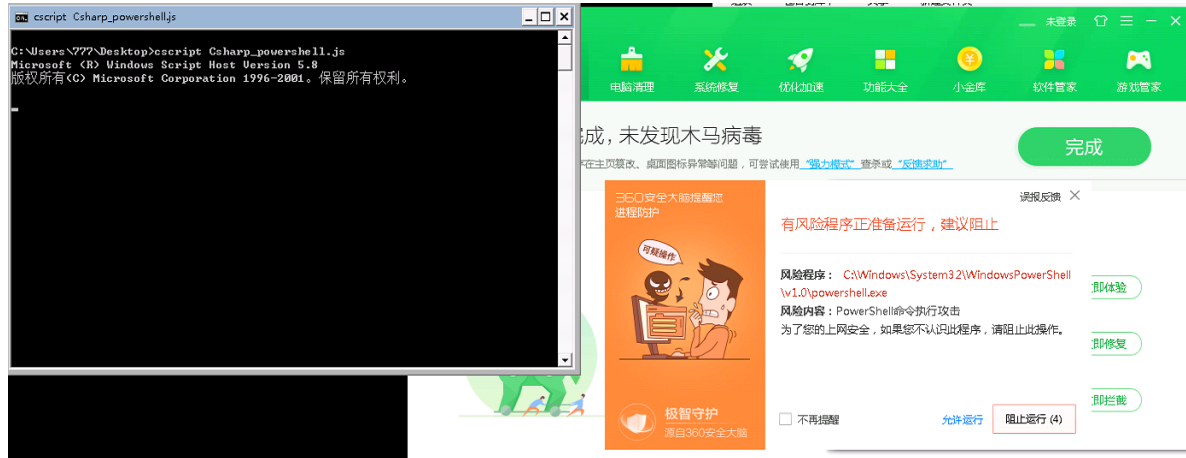 cscript Csharp_powershell.js
C:\Users\777\Desktop>cscript Csharp_powershell.js
Microsoft (R) Windows Script Host Version 5.8
版权所有(C) Microsoft Corporation 1996-2001。保留所有权利。
未登录
电脑清理
系统修复
优化加速
功能大全
小金库
软件管家
游戏管家
成，未发现木马病毒
完成
在主页篡改、桌面图标异常等问题，可尝试使用 “强力模式” 查杀或 “反馈求助”
360安全大脑提醒您
进程防护
可疑操作
极智守护
源自360安全大脑
误报反馈
有风险程序正准备运行，建议阻止
风险程序： C:\Windows\System32\WindowsPowerShell
\v1.0\powershell.exe
风险内容：PowerShell命令执行攻击
为了您的上网安全，如果您不认识此程序，请阻止此操作。
不再提醒
允许运行
阻止运行 (4)
即体验
即修复
即拦截